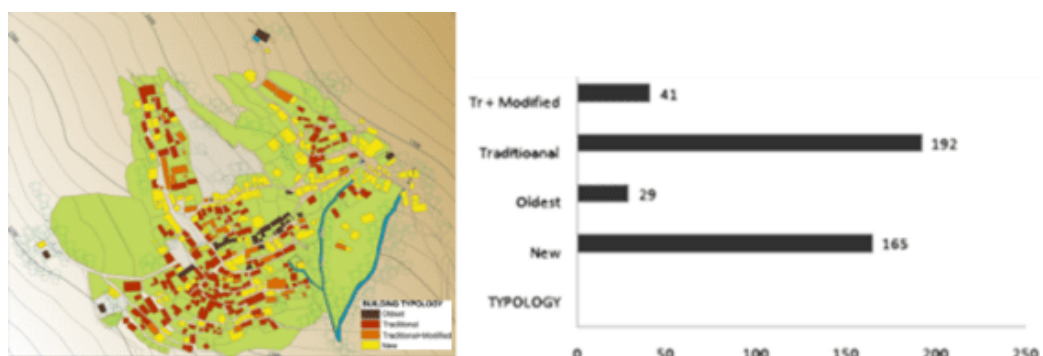 BUILDING TYPOLOGY
Oldest
Traditional
Traditional+Modified
New
Tr + Modified
41
Traditioanal
192
Oldest
29
New
165
TYPOLOGY
0 50 100 150 200 250